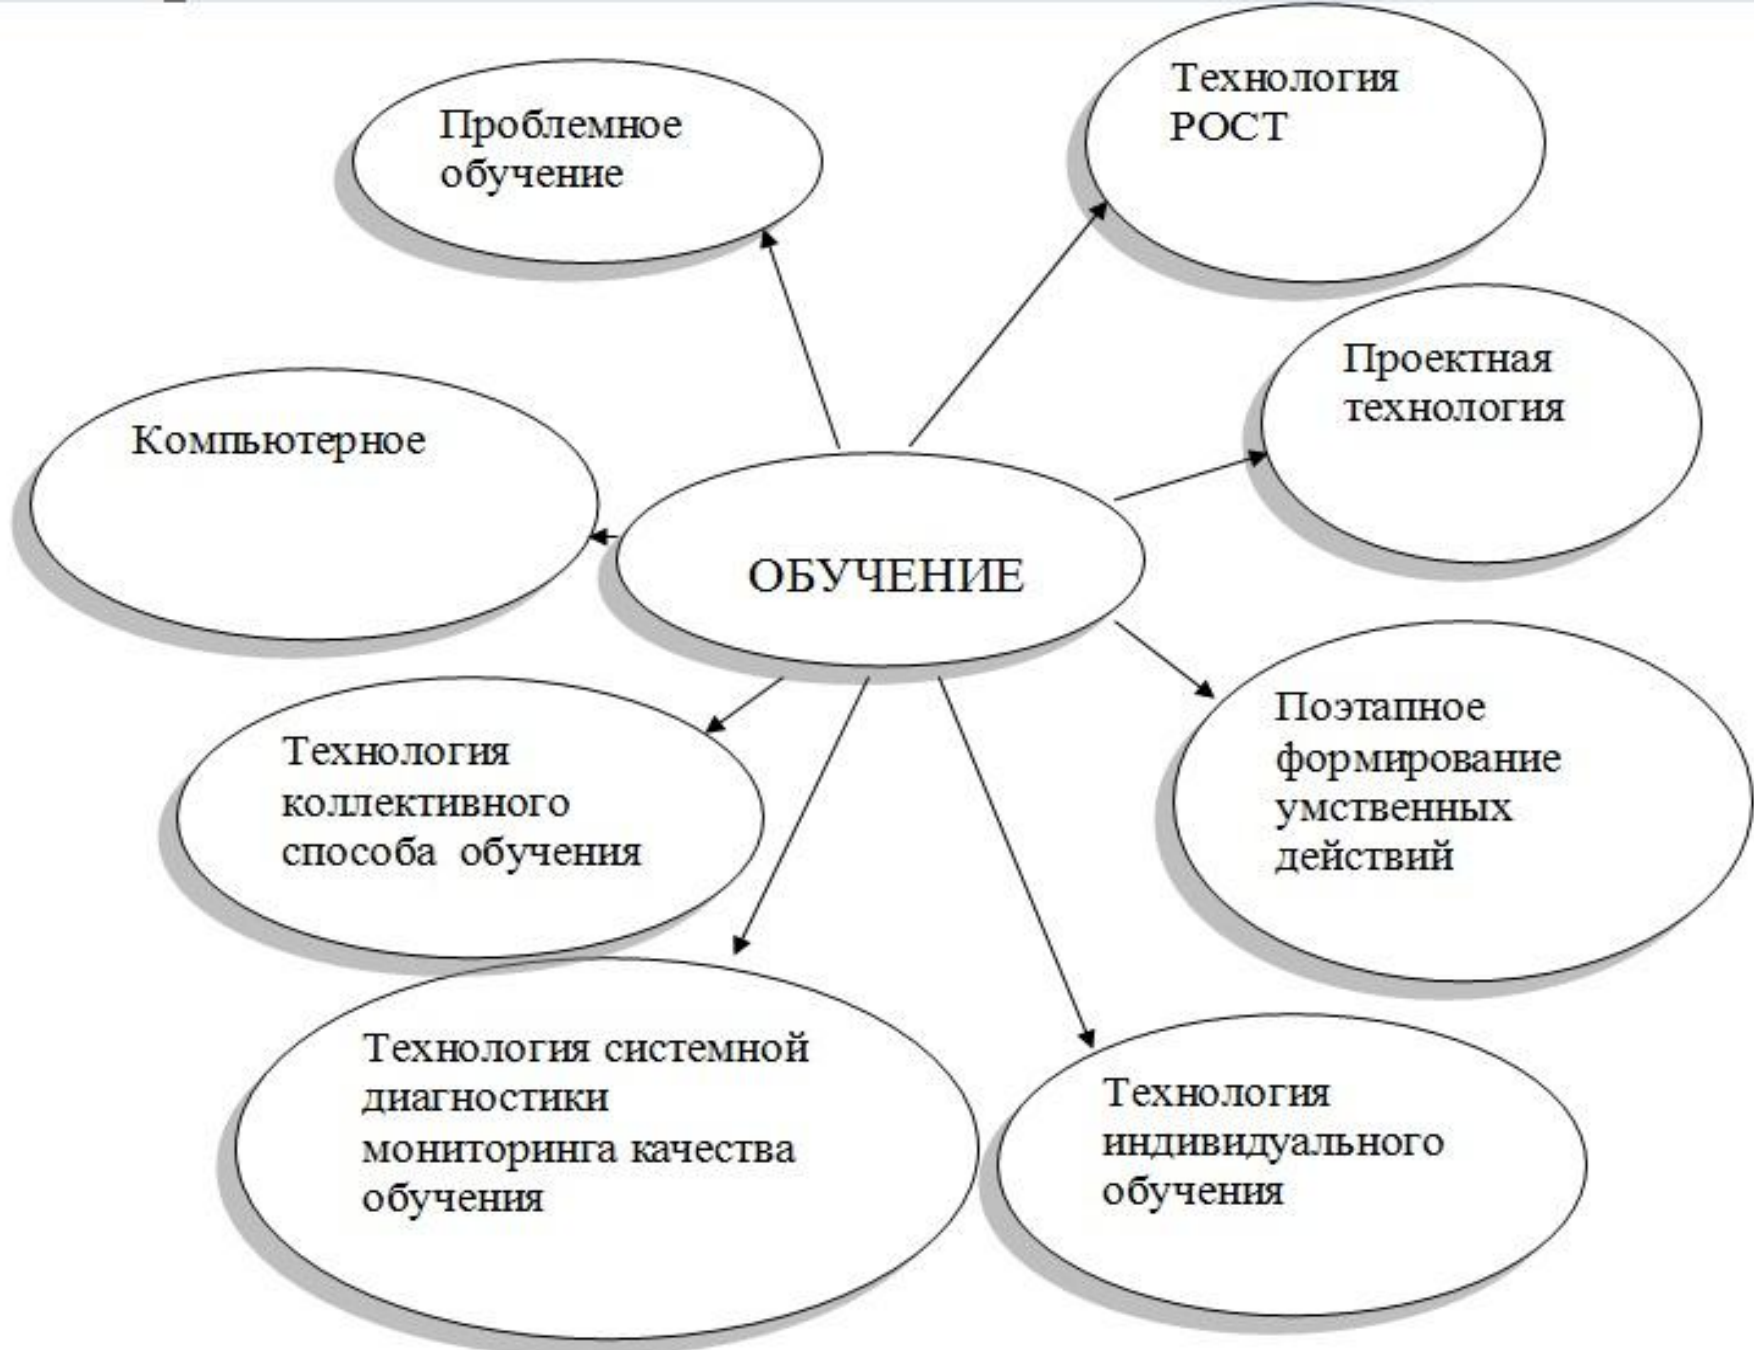 Проблемное
обучение
Технология
РОСТ
Проектная
технология
Компьютерное
ОБУЧЕНИЕ
Поэтапное
формирование
умственных
действий
Технология
коллективного
способа обучения
Технология системной
диагностики
мониторинга качества
обучения
Технология
индивидуального
обучения